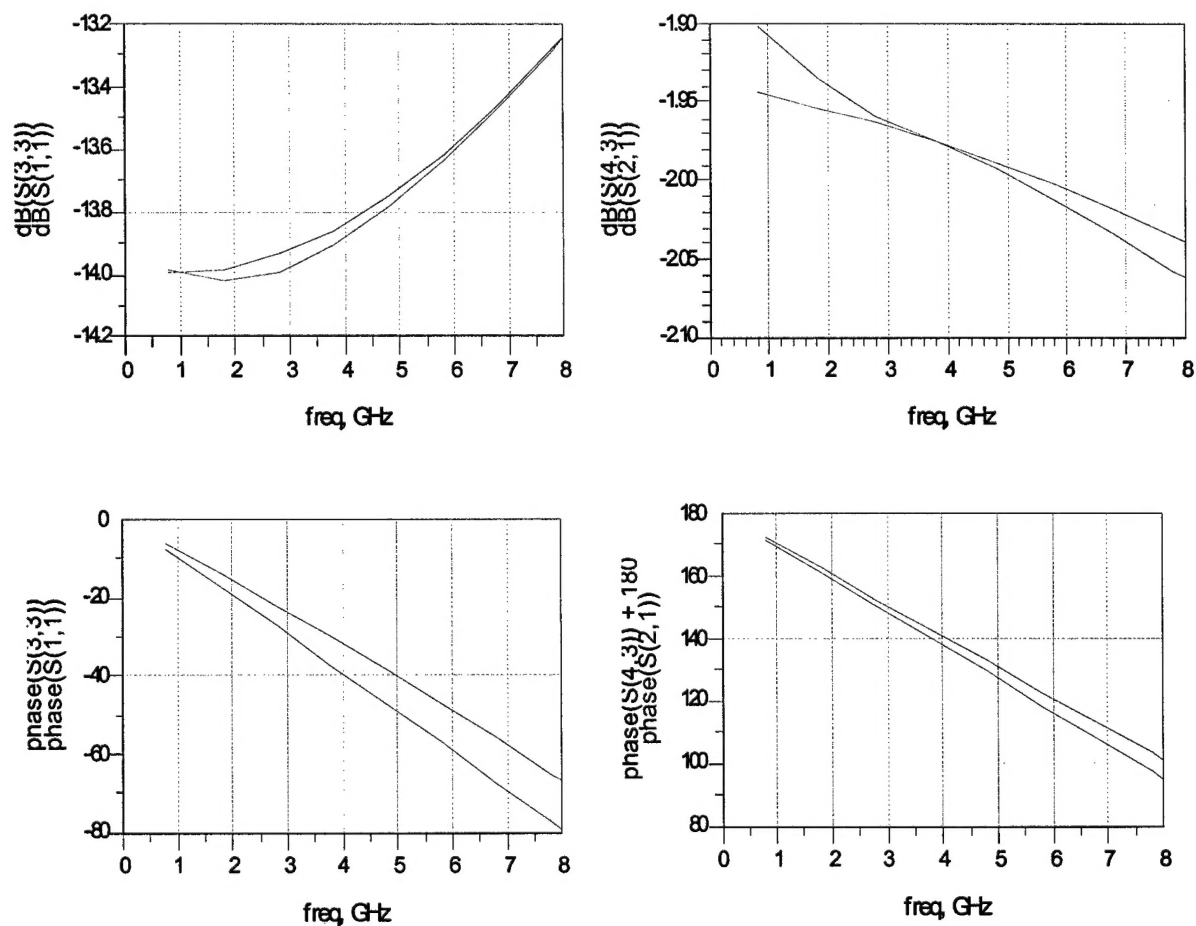 -13.2
-13.4
-13.6
-13.8
-14.0
-14.2
dB(S(3,3))
dB(S(1,1))
0 1 2 3 4 5 6 7 8
freq, GHz
-1.90
-1.95
-2.00
-2.05
-2.10
dB(S(4,3))
dB(S(2,1))
0 1 2 3 4 5 6 7 8
freq, GHz
0
-20
-40
-60
-80
phase(S(3,3))
phase(S(1,1))
0 1 2 3 4 5 6 7 8
freq, GHz
180
160
140
120
100
80
phase(S(4,3)) + 180
phase(S(2,1))
0 1 2 3 4 5 6 7 8
freq, GHz